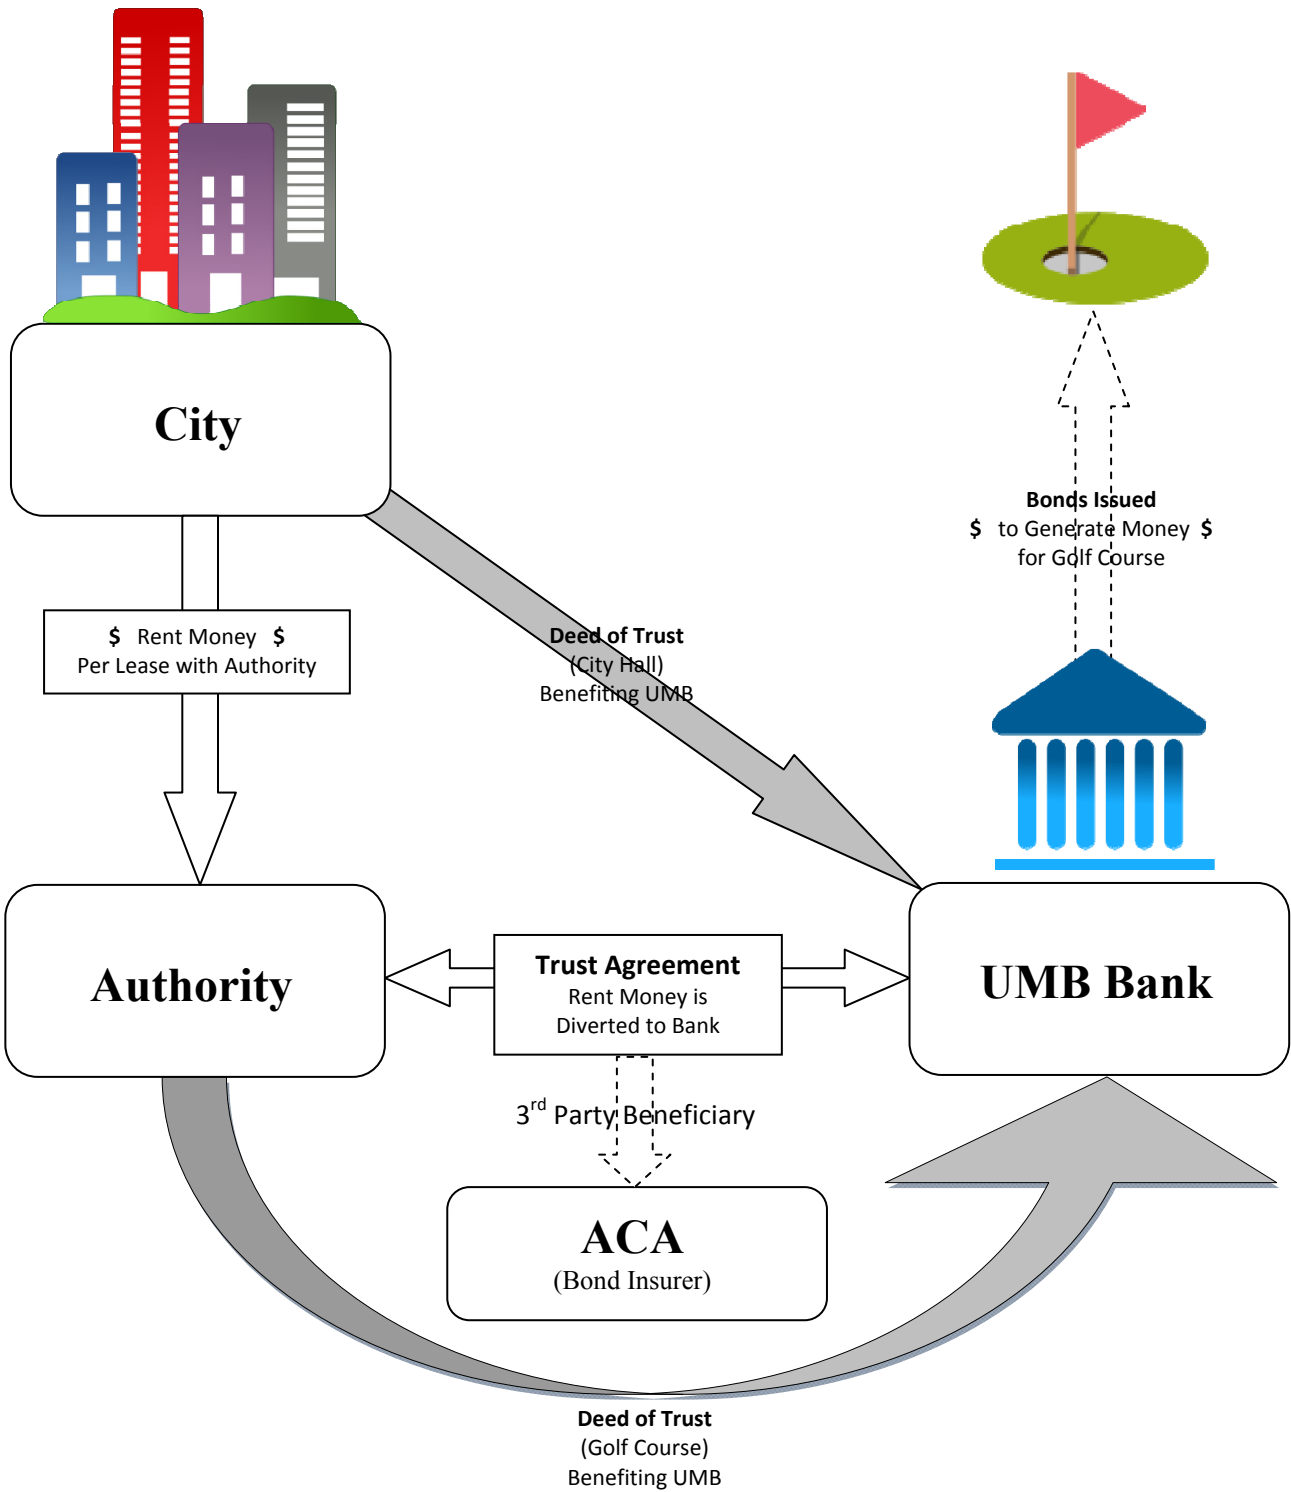 City
Bonds Issued
$ to Generate Money $
for Golf Course
$ Rent Money $
Per Lease with Authority
Deed of Trust
(City Hall)
Benefiting UMB
Authority
Trust Agreement
Rent Money is
Diverted to Bank
UMB Bank
3rd Party Beneficiary
ACA
(Bond Insurer)
Deed of Trust
(Golf Course)
Benefiting UMB